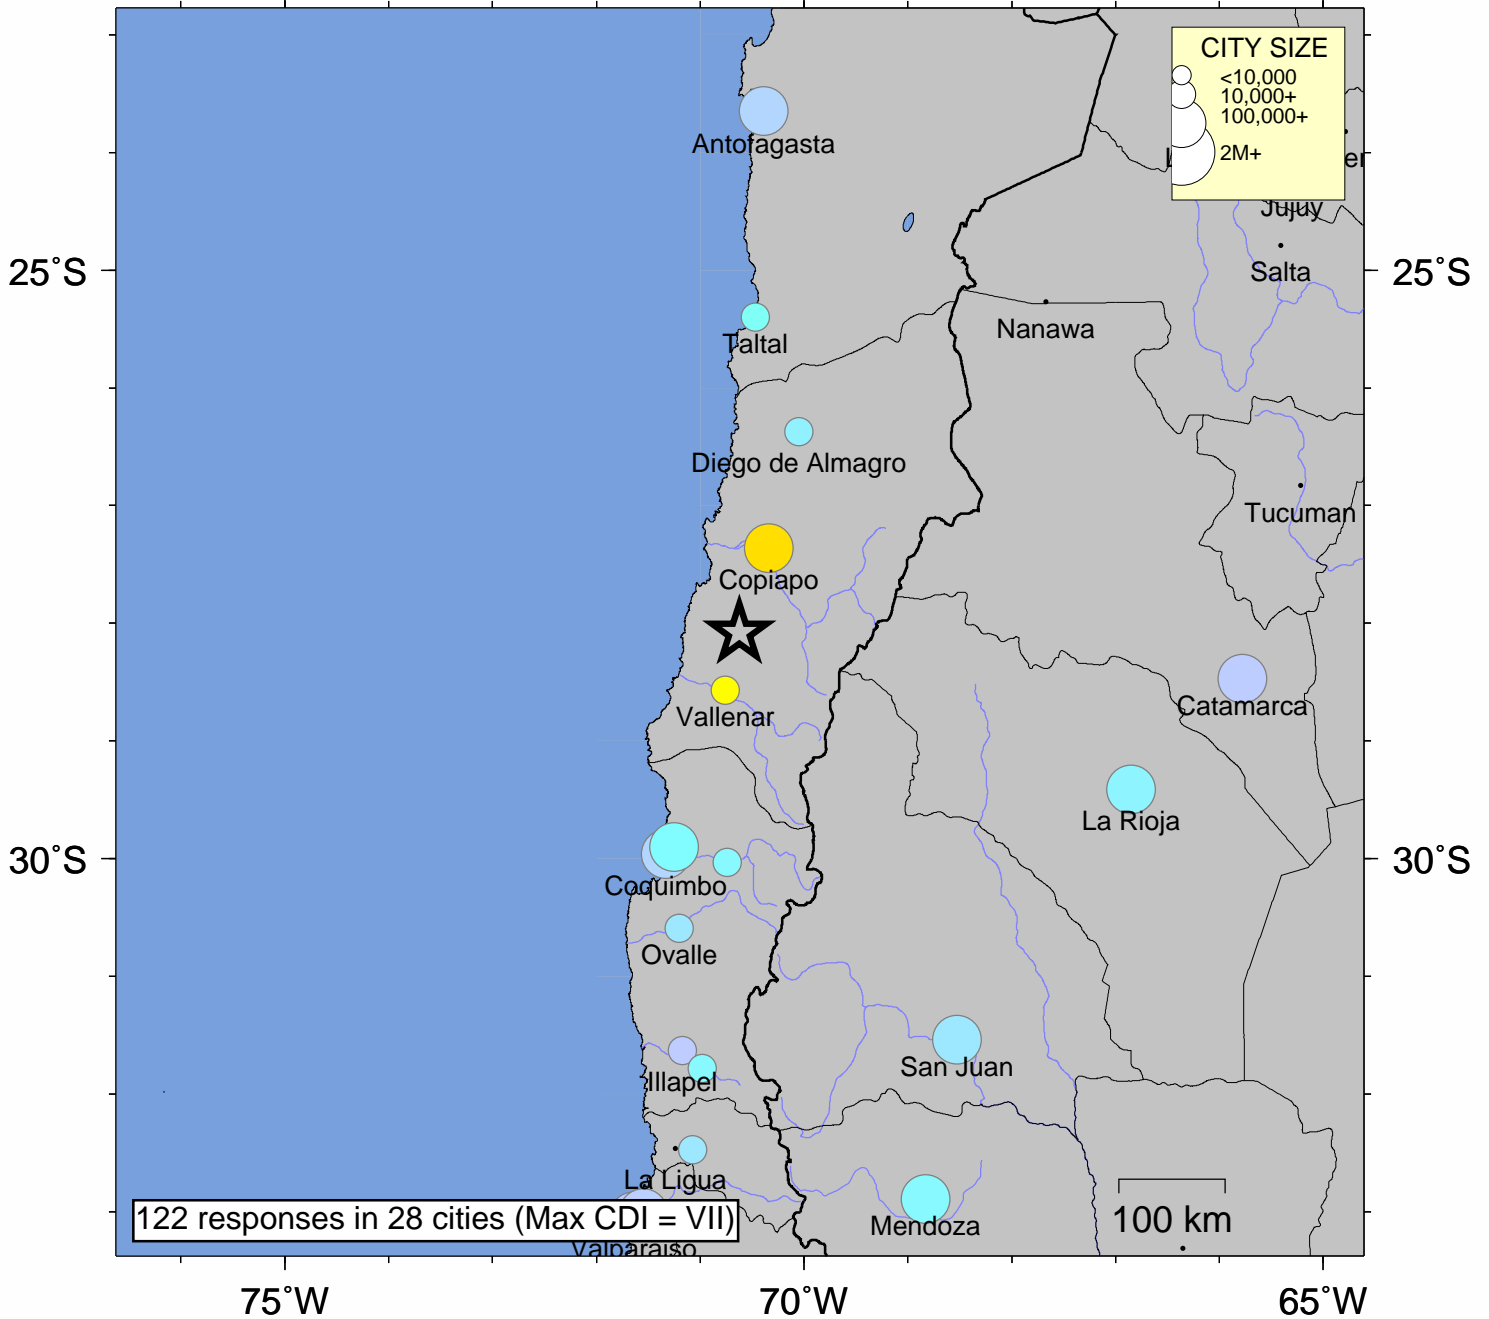 CITY SIZE
<10,000
10,000+
100,000+
2M+
Antofagasta
Jujuy
25°S
25°S
Salta
Nanawa
Taltal
Diego de Almagro
Tucuman
Copiapo
Vallenar
Catamarca
La Rioja
30°S
30°S
Coquimbo
Ovalle
San Juan
Illapel
La Ligua
122 responses in 28 cities (Max CDI = VII)
Mendoza
100 km
Valparaiso
75°W
70°W
65°W